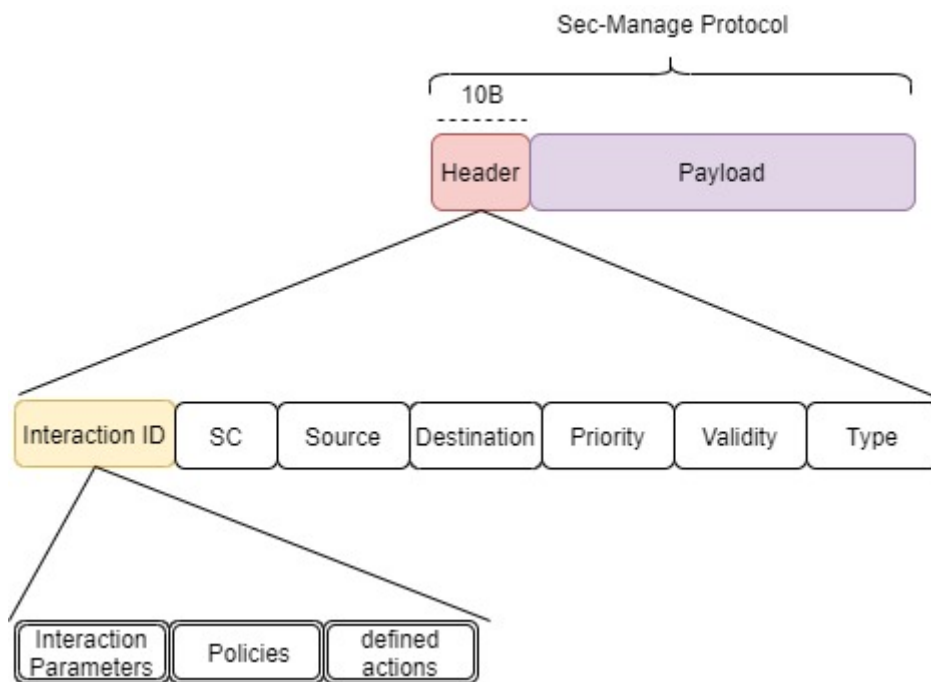 Sec-Manage Protocol
10B
Header
Payload
Interaction ID
SC
Source
Destination
Priority
Validity
Type
Interaction
Parameters
Policies
defined
actions